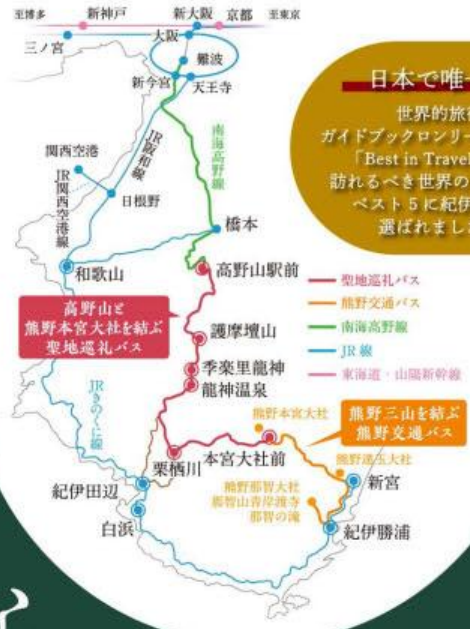 至博多
新神戸
新大阪
京都
至東京
三ノ宮
大阪
難波
新今宮
天王寺
JR阪和線
南海高野線
関西空港
JR関西空港線
日根野
橋本
和歌山
高野山駅前
高野山と
熊野本宮大社を結ぶ
聖地巡礼バス
護摩壇山
季楽里龍神
龍神温泉
聖地巡礼バス
熊野交通バス
南海高野線
JR線
東海道・山陽新幹線
JRきのくに線
熊野本宮大社
熊野三山を結ぶ
熊野交通バス
栗栖川
本宮大社前
熊野速玉大社
新宮
紀伊田辺
熊野那智大社
那智山青岸渡寺
那智の滝
白浜
紀伊勝浦
日本で唯
世界的旅
ガイドブックロンリー
「Best in Travel
訪れるべき世界の
ベスト5に紀伊
選ばれまし